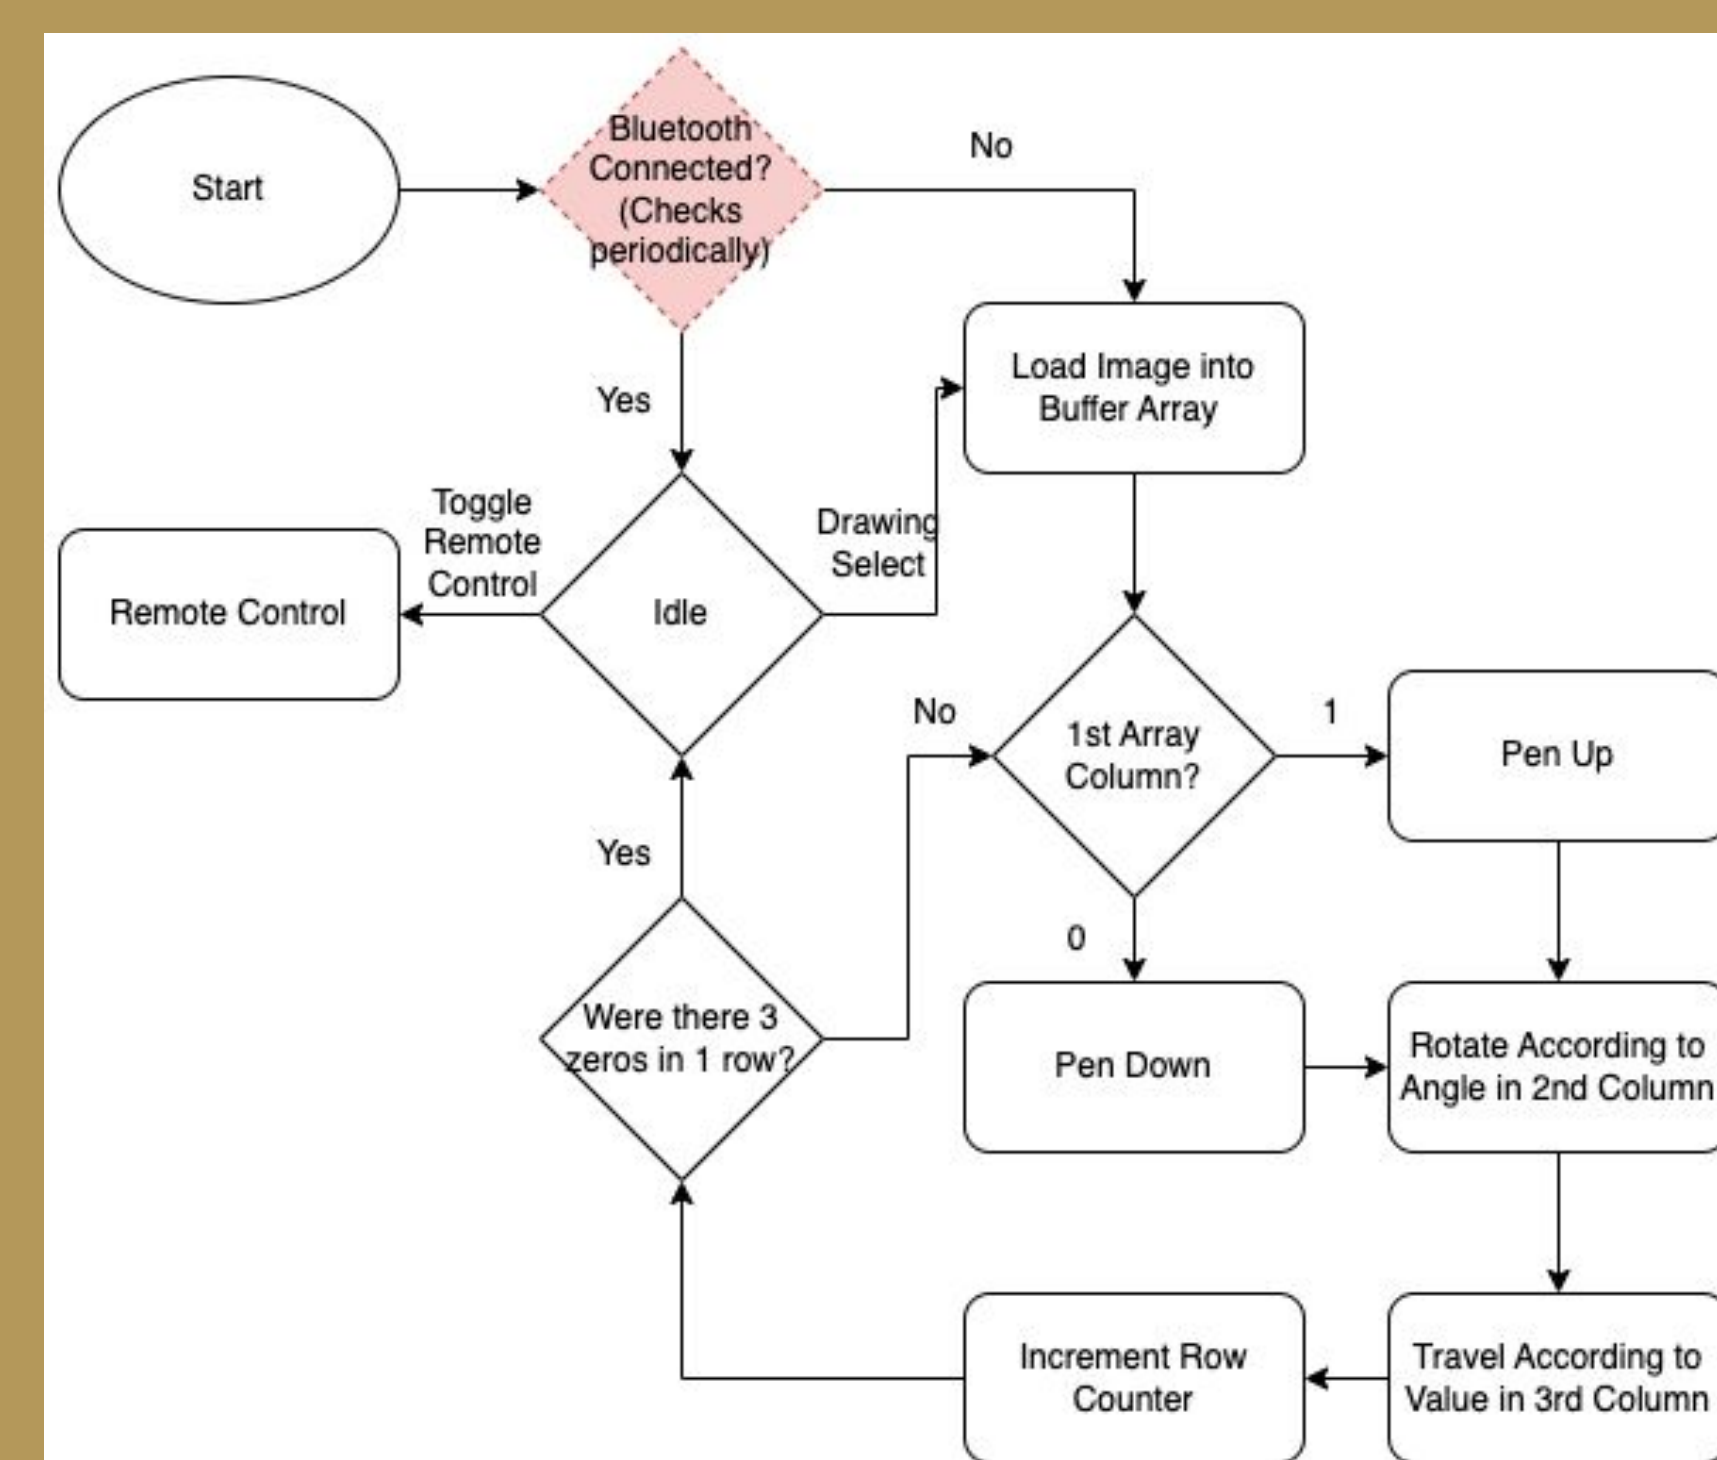 Start
Bluetooth
Connected?
(Checks
periodically)
No
Load Image into
Buffer Array
Yes
Toggle
Remote
Control
Drawing
Select
Remote Control
Idle
No
1st Array
Column?
1
Pen Up
Yes
0
Were there 3
zeros in 1 row?
Pen Down
Rotate According to
Angle in 2nd Column
Increment Row
Counter
Travel According to
Value in 3rd Column